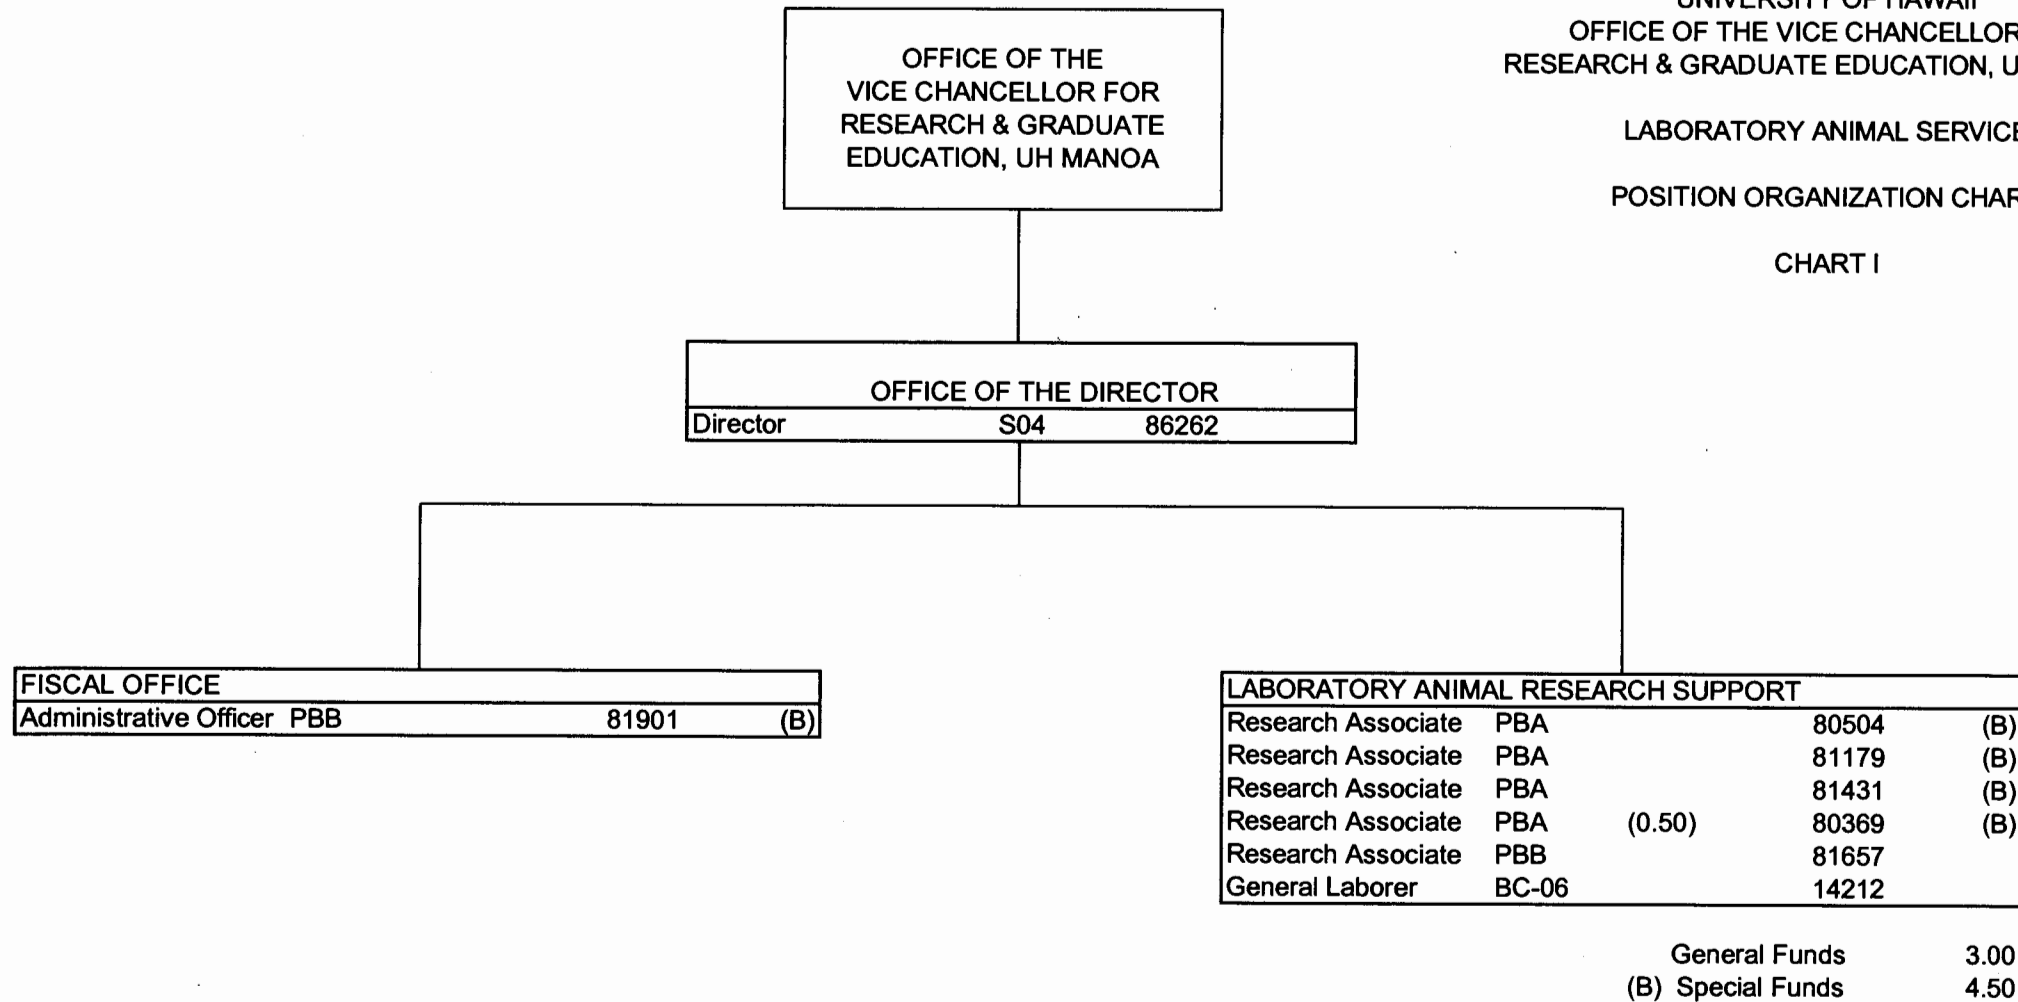 OFFICE OF THE
VICE CHANCELLOR FOR
RESEARCH & GRADUATE
EDUCATION, UH MANOA
UNIVERSITY OF HAWAII
OFFICE OF THE VICE CHANCELLOR
RESEARCH & GRADUATE EDUCATION, U
LABORATORY ANIMAL SERVICE
POSITION ORGANIZATION CHAR
CHART I
OFFICE OF THE DIRECTOR
Director S04 86262
FISCAL OFFICE
Administrative Officer PBB 81901 (B)
LABORATORY ANIMAL RESEARCH SUPPORT
Research Associate PBA 80504 (B)
Research Associate PBA 81179 (B)
Research Associate PBA 81431 (B)
Research Associate PBA (0.50) 80369 (B)
Research Associate PBB 81657
General Laborer BC-06 14212
General Funds 3.00
(B) Special Funds 4.50